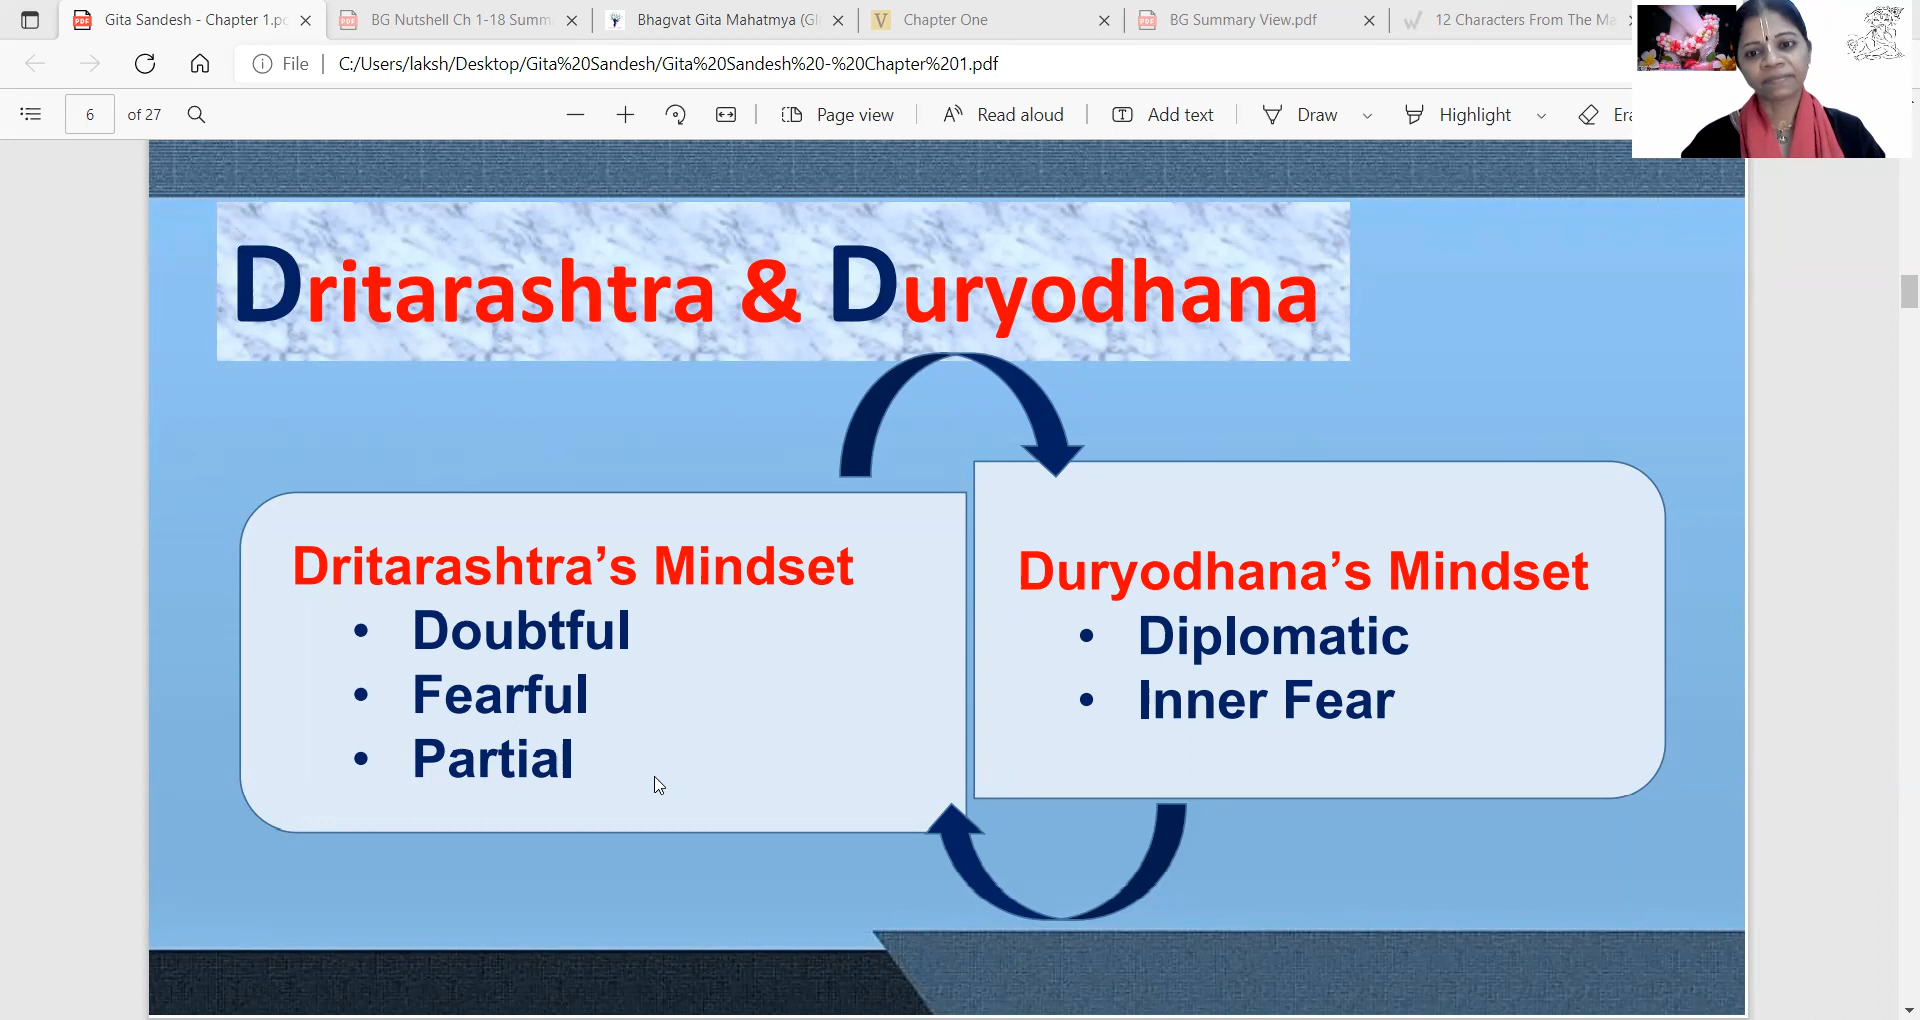 Gita Sandesh - Chapter 1.pc
BG Nutshell Ch 1-18 Summ
Bhagvat Gita Mahatmya (Gl
Chapter One
BG Summary View.pdf
12 Characters From The Ma
File
C:/Users/laksh/Desktop/Gita%20Sandesh/Gita%20Sandesh%20-%20Chapter%201.pdf
6 of 27
Page view
Read aloud
Add text
Draw
Highlight
Era
Dritarashtra & Duryodhana
Dritarashtra’s Mindset
• Doubtful
• Fearful
• Partial
Duryodhana’s Mindset
• Diplomatic
• Inner Fear